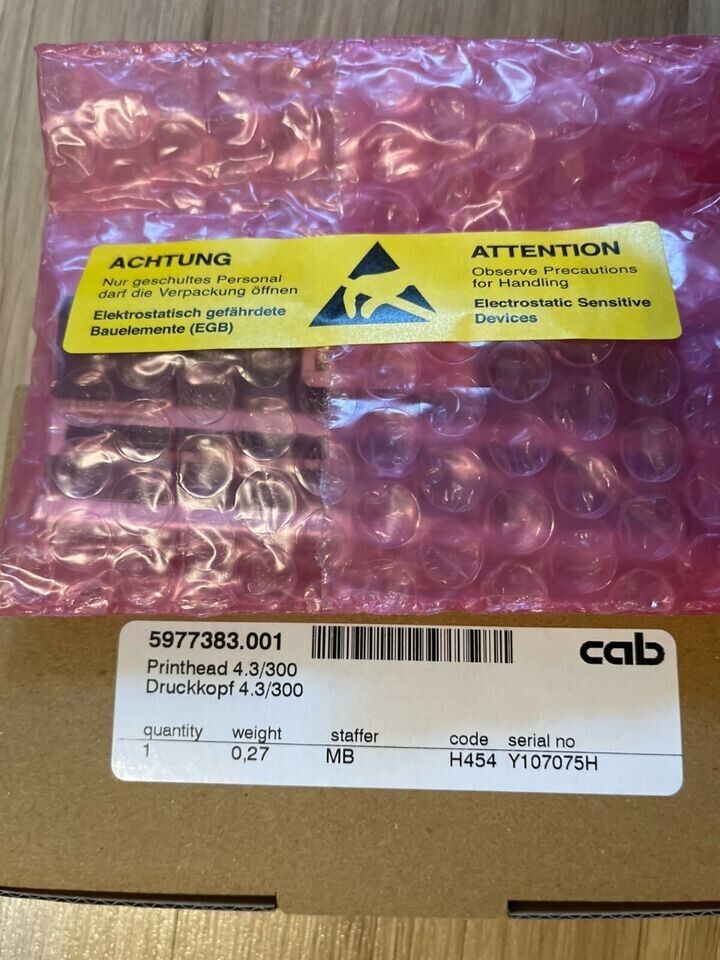 ACHTUNG
Nur geschultes Personal
darf die Verpackung öffnen
Elektrostatisch gefährdete
Bauelemente (EGB)
ATTENTION
Observe Precautions
for Handling
Electrostatic Sensitive
Devices
5977383.001
cab
Printhead 4.3/300
Druckkopf 4.3/300
quantity weight staffer code serial no
1 0,27 MB H454 Y107075H